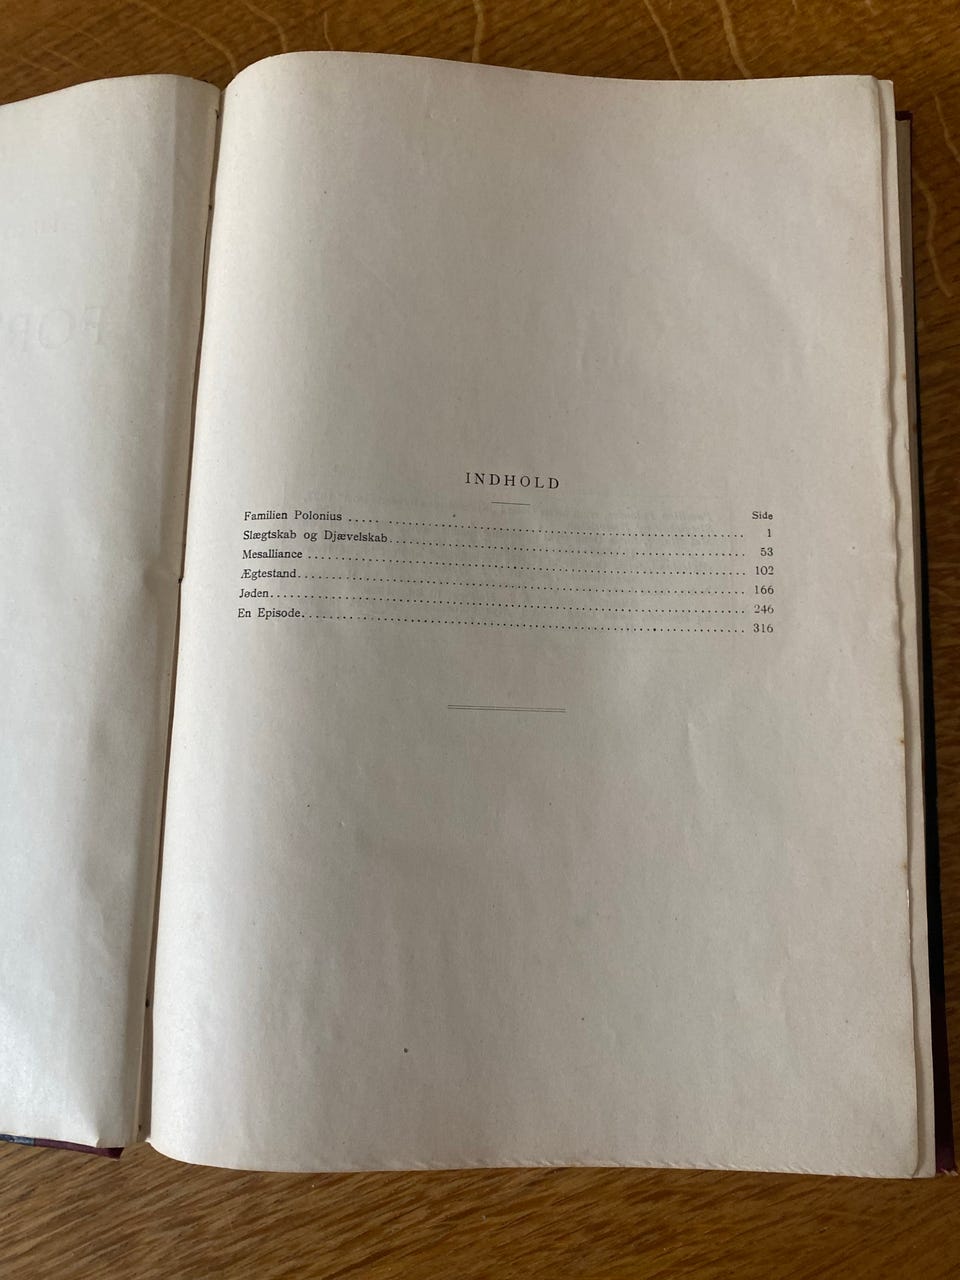 INDHOLD
Side
Familien Polonius ........ 1
Slægtskab og Djævelskab ........ 53
Mesalliance ........ 102
Ægtestand ........ 166
Jøden ........ 246
En Episode ........ 316